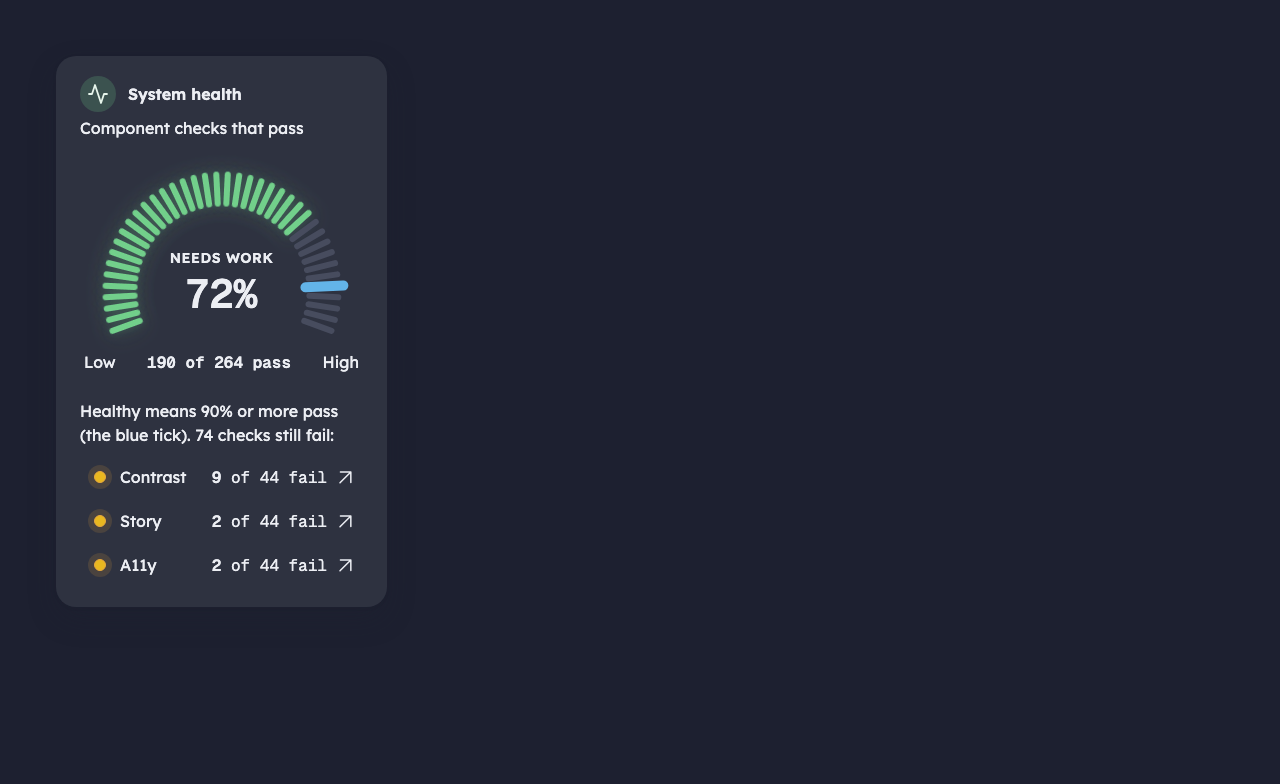 System health
Component checks that pass
NEEDS WORK
72%
Low 190 of 264 pass High
Healthy means 90% or more pass
(the blue tick). 74 checks still fail:
Contrast 9 of 44 fail
Story 2 of 44 fail
A11y 2 of 44 fail